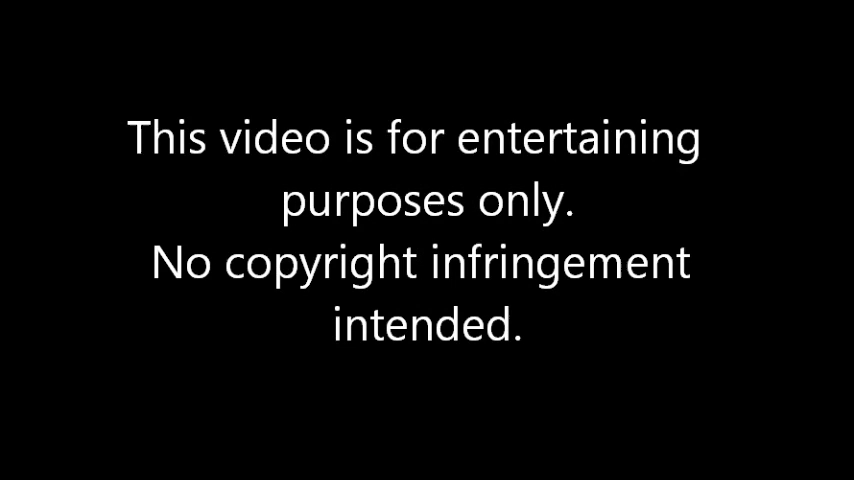 This video is for entertaining
purposes only.
No copyright infringement
intended.